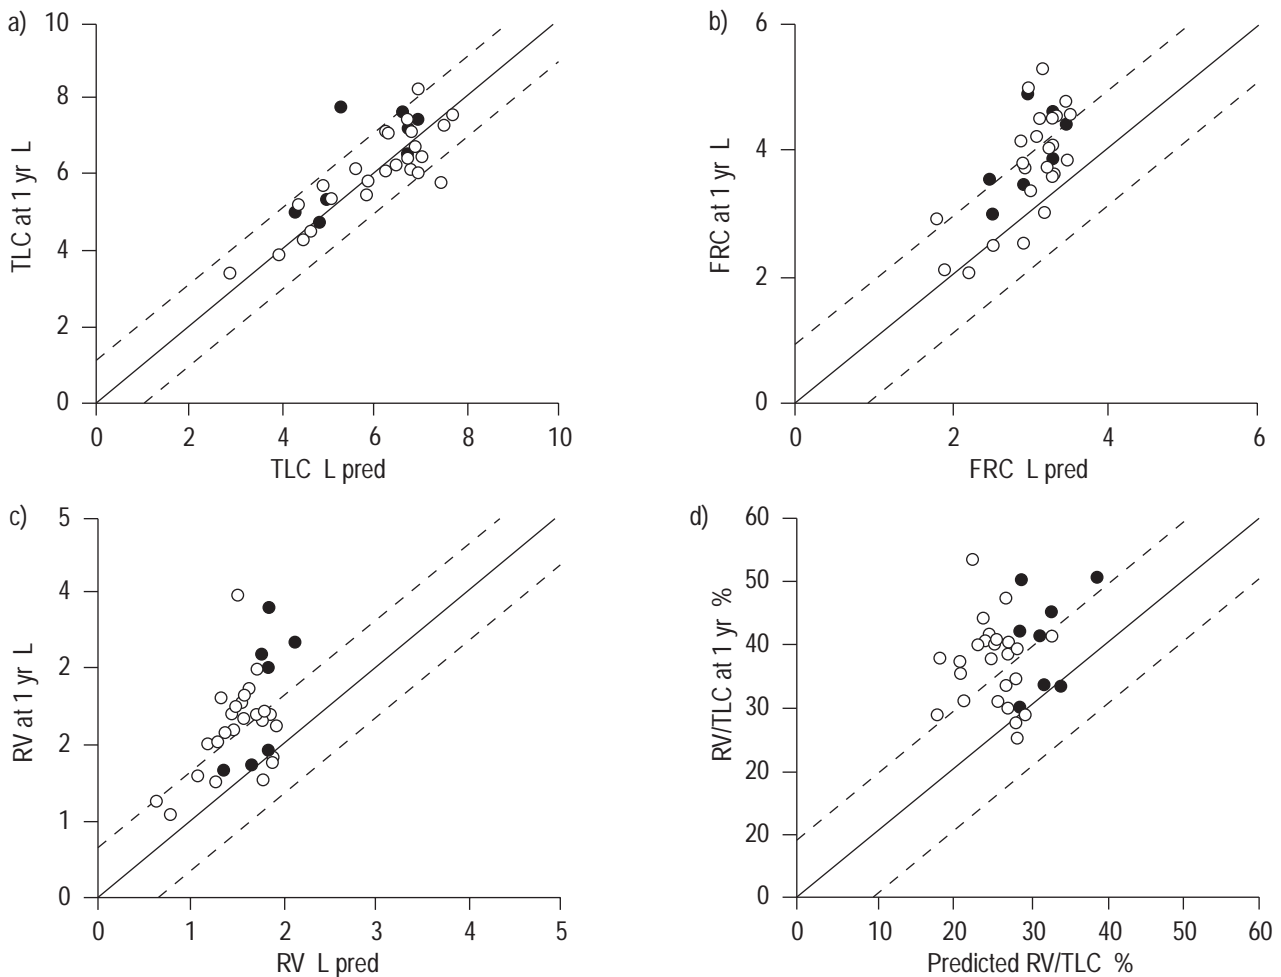 a)
10
8
6
4
2
0
TLC at 1 yr L
0 2 4 6 8 10
TLC L pred
b)
6
4
2
0
FRC at 1 yr L
0 2 4 6
FRC L pred
c)
5
4
2
2
1
0
RV at 1 yr L
0 1 2 3 4 5
RV L pred
d)
60
50
40
30
20
20
0
RV/TLC at 1 yr %
0 10 20 30 40 50 60
Predicted RV/TLC %